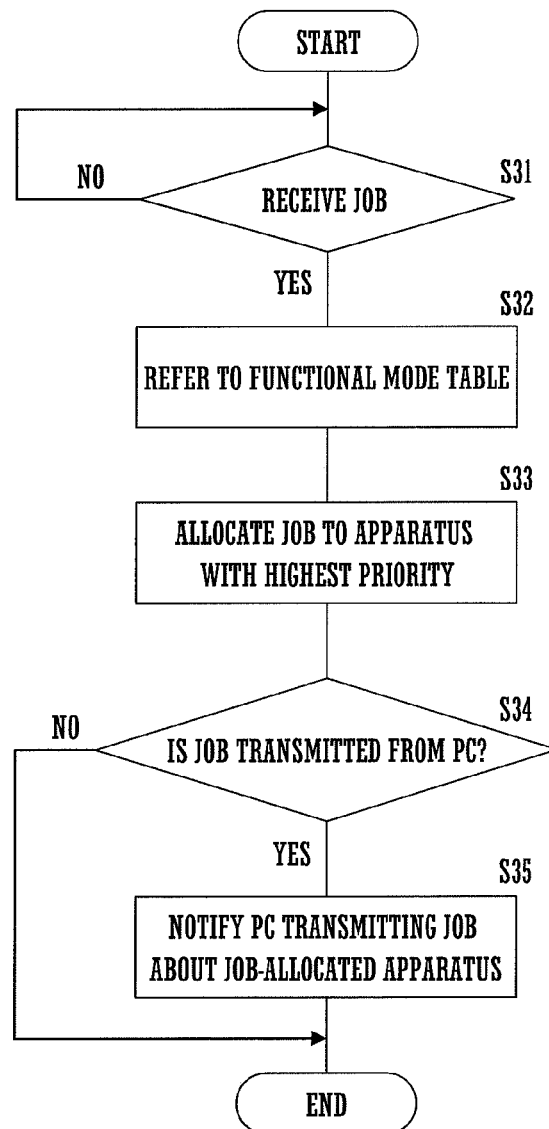 START
NO
S31
RECEIVE JOB
YES
S32
REFER TO FUNCTIONAL MODE TABLE
S33
ALLOCATE JOB TO APPARATUS
WITH HIGHEST PRIORITY
NO
S34
IS JOB TRANSMITTED FROM PC?
YES
S35
NOTIFY PC TRANSMITTING JOB
ABOUT JOB-ALLOCATED APPARATUS
END